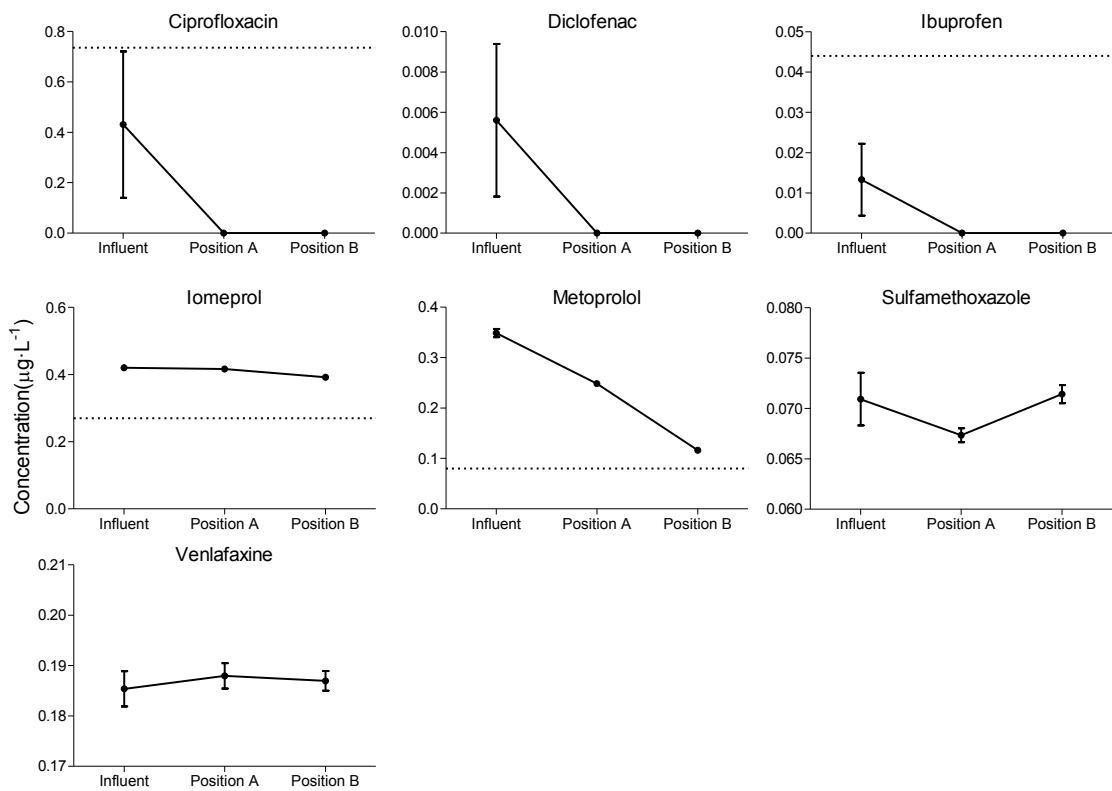 Ciprofloxacin
0.8
0.6
0.4
0.2
0.0
Influent Position A Position B
Diclofenac
0.010
0.008
0.006
0.004
0.002
0.000
Influent Position A Position B
Ibuprofen
0.05
0.04
0.03
0.02
0.01
0.00
Influent Position A Position B
Concentration(µg·L⁻¹)
Iomeprol
0.6
0.4
0.2
0.0
Influent Position A Position B
Metoprolol
0.4
0.3
0.2
0.1
0.0
Influent Position A Position B
Sulfamethoxazole
0.080
0.075
0.070
0.065
0.060
Influent Position A Position B
Venlafaxine
0.21
0.20
0.19
0.18
0.17
Influent Position A Position B